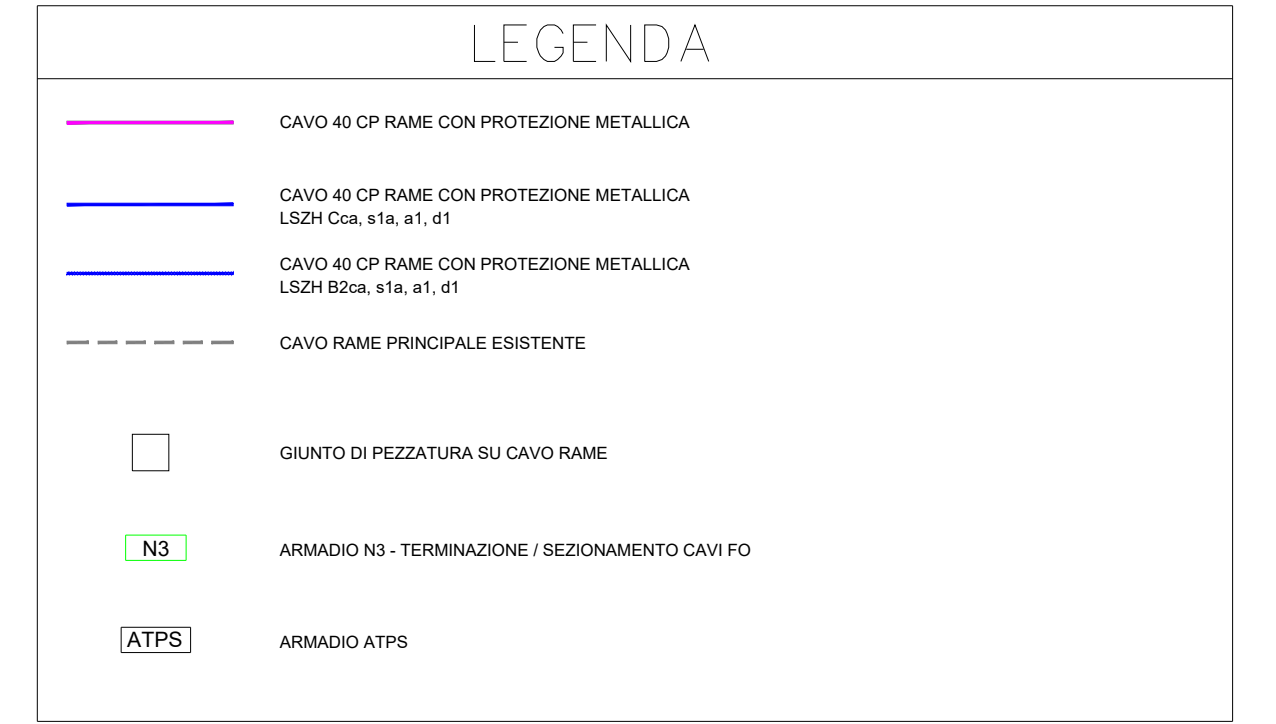 LEGENDA
CAVO 40 CP RAME CON PROTEZIONE METALLICA
CAVO 40 CP RAME CON PROTEZIONE METALLICA
LSZH Cca, s1a, a1, d1
CAVO 40 CP RAME CON PROTEZIONE METALLICA
LSZH B2ca, s1a, a1, d1
CAVO RAME PRINCIPALE ESISTENTE
GIUNTO DI PEZZATURA SU CAVO RAME
N3 ARMADIO N3 - TERMINAZIONE / SEZIONAMENTO CAVI FO
ATPS ARMADIO ATPS